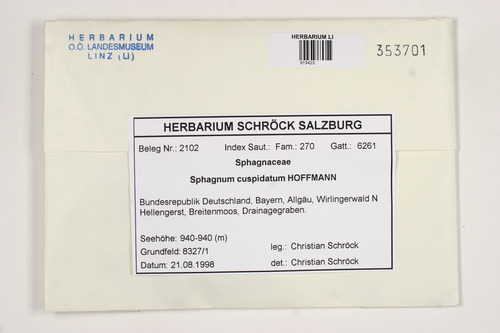 HERBARIUM
O.Ö. LANDESMUSEUM
LINZ (LI)
HERBARIUM LI
913423
353701
HERBARIUM SCHRÖCK SALZBURG
Beleg Nr.: 2102 Index Saut.: Fam.: 270 Gatt.: 6261
Sphagnaceae
Sphagnum cuspidatum HOFFMANN
Bundesrepublik Deutschland, Bayern, Allgäu, Wirlingerwald N
Hellengerst, Breitenmoos, Drainagegraben.
Seehöhe: 940-940 (m)
Grundfeld: 8327/1
Datum: 21.08.1998
leg.: Christian Schröck
det.: Christian Schröck